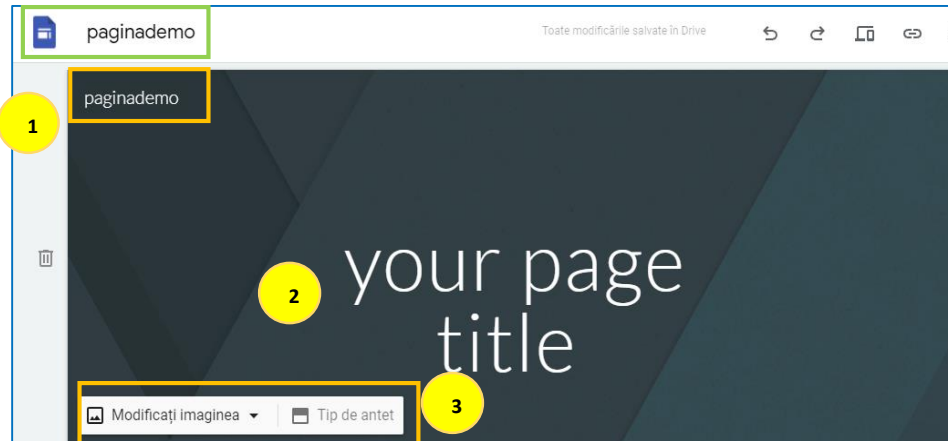 paginademo
Toate modificările salvate în Drive
paginademo
1
your page
2
title
Modificați imaginea
Tip de antet
3